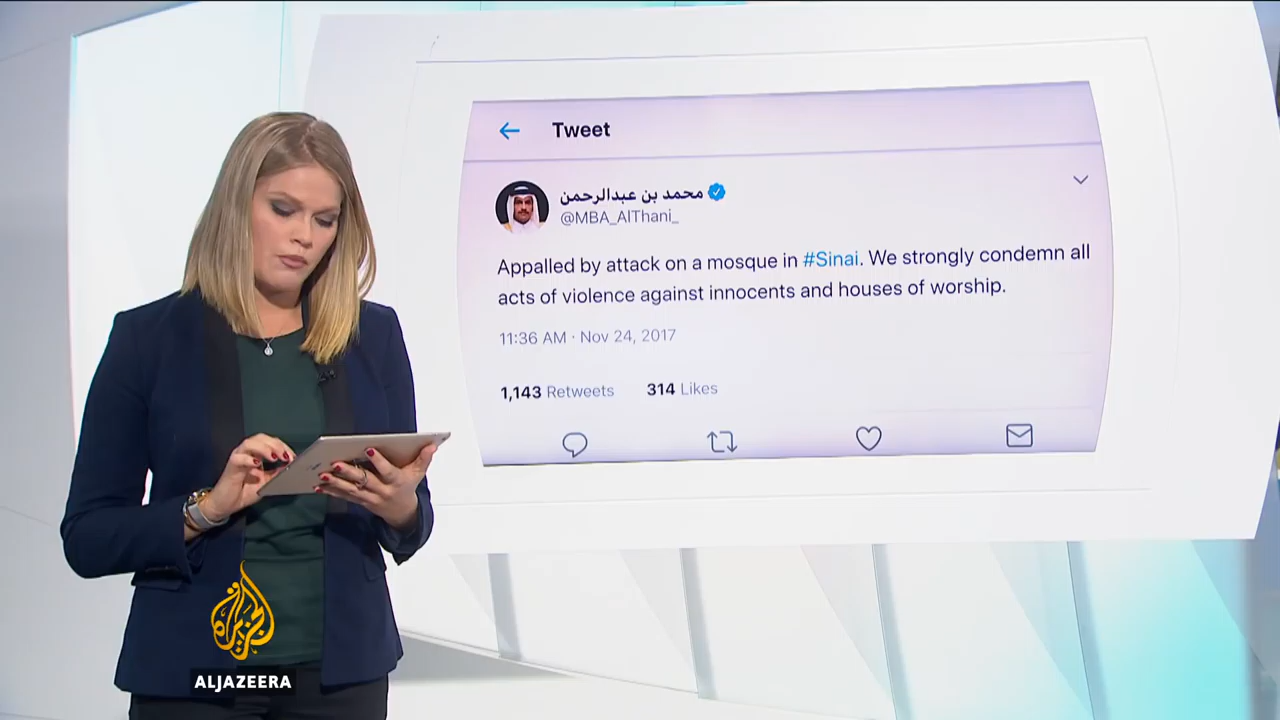 Tweet
محمد بن عبدالرحمن
@MBA_AlThani_
Appalled by attack on a mosque in #Sinai. We strongly condemn all
acts of violence against innocents and houses of worship.
11:36 AM · Nov 24, 2017
1,143 Retweets 314 Likes
الجزيرة
ALJAZEERA